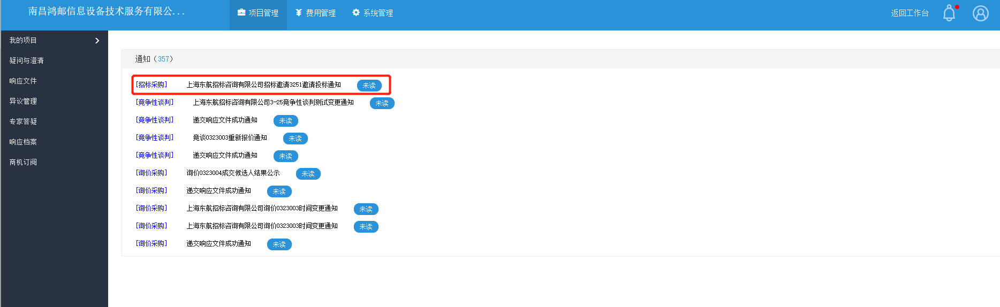 南昌鸿邮信息设备技术服务有限公...
项目管理
费用管理
系统管理
返回工作台
我的项目
疑问与澄清
响应文件
异议管理
专家答疑
响应档案
商机订阅
通知（357）
[招标采购] 上海东航招标咨询有限公司招标邀请3251邀请投标通知 未读
[竞争性谈判] 上海东航招标咨询有限公司3-25竞争性谈判测试变更通知 未读
[竞争性谈判] 递交响应文件成功通知 未读
[竞争性谈判] 竞谈0323003重新报价通知 未读
[竞争性谈判] 递交响应文件成功通知 未读
[询价采购] 询价0323004成交候选人结果公示 未读
[询价采购] 递交响应文件成功通知 未读
[询价采购] 上海东航招标咨询有限公司询价0323003时间变更通知 未读
[询价采购] 上海东航招标咨询有限公司询价0323003时间变更通知 未读
[询价采购] 递交响应文件成功通知 未读